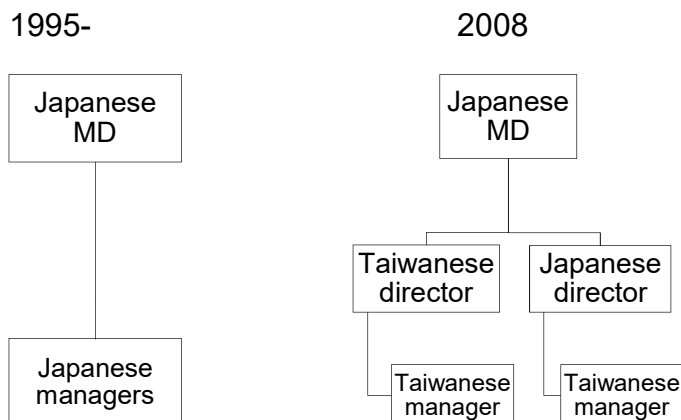 1995-
Japanese
MD
Japanese
managers
2008
Japanese
MD
Taiwanese
director
Japanese
director
Taiwanese
manager
Taiwanese
manager